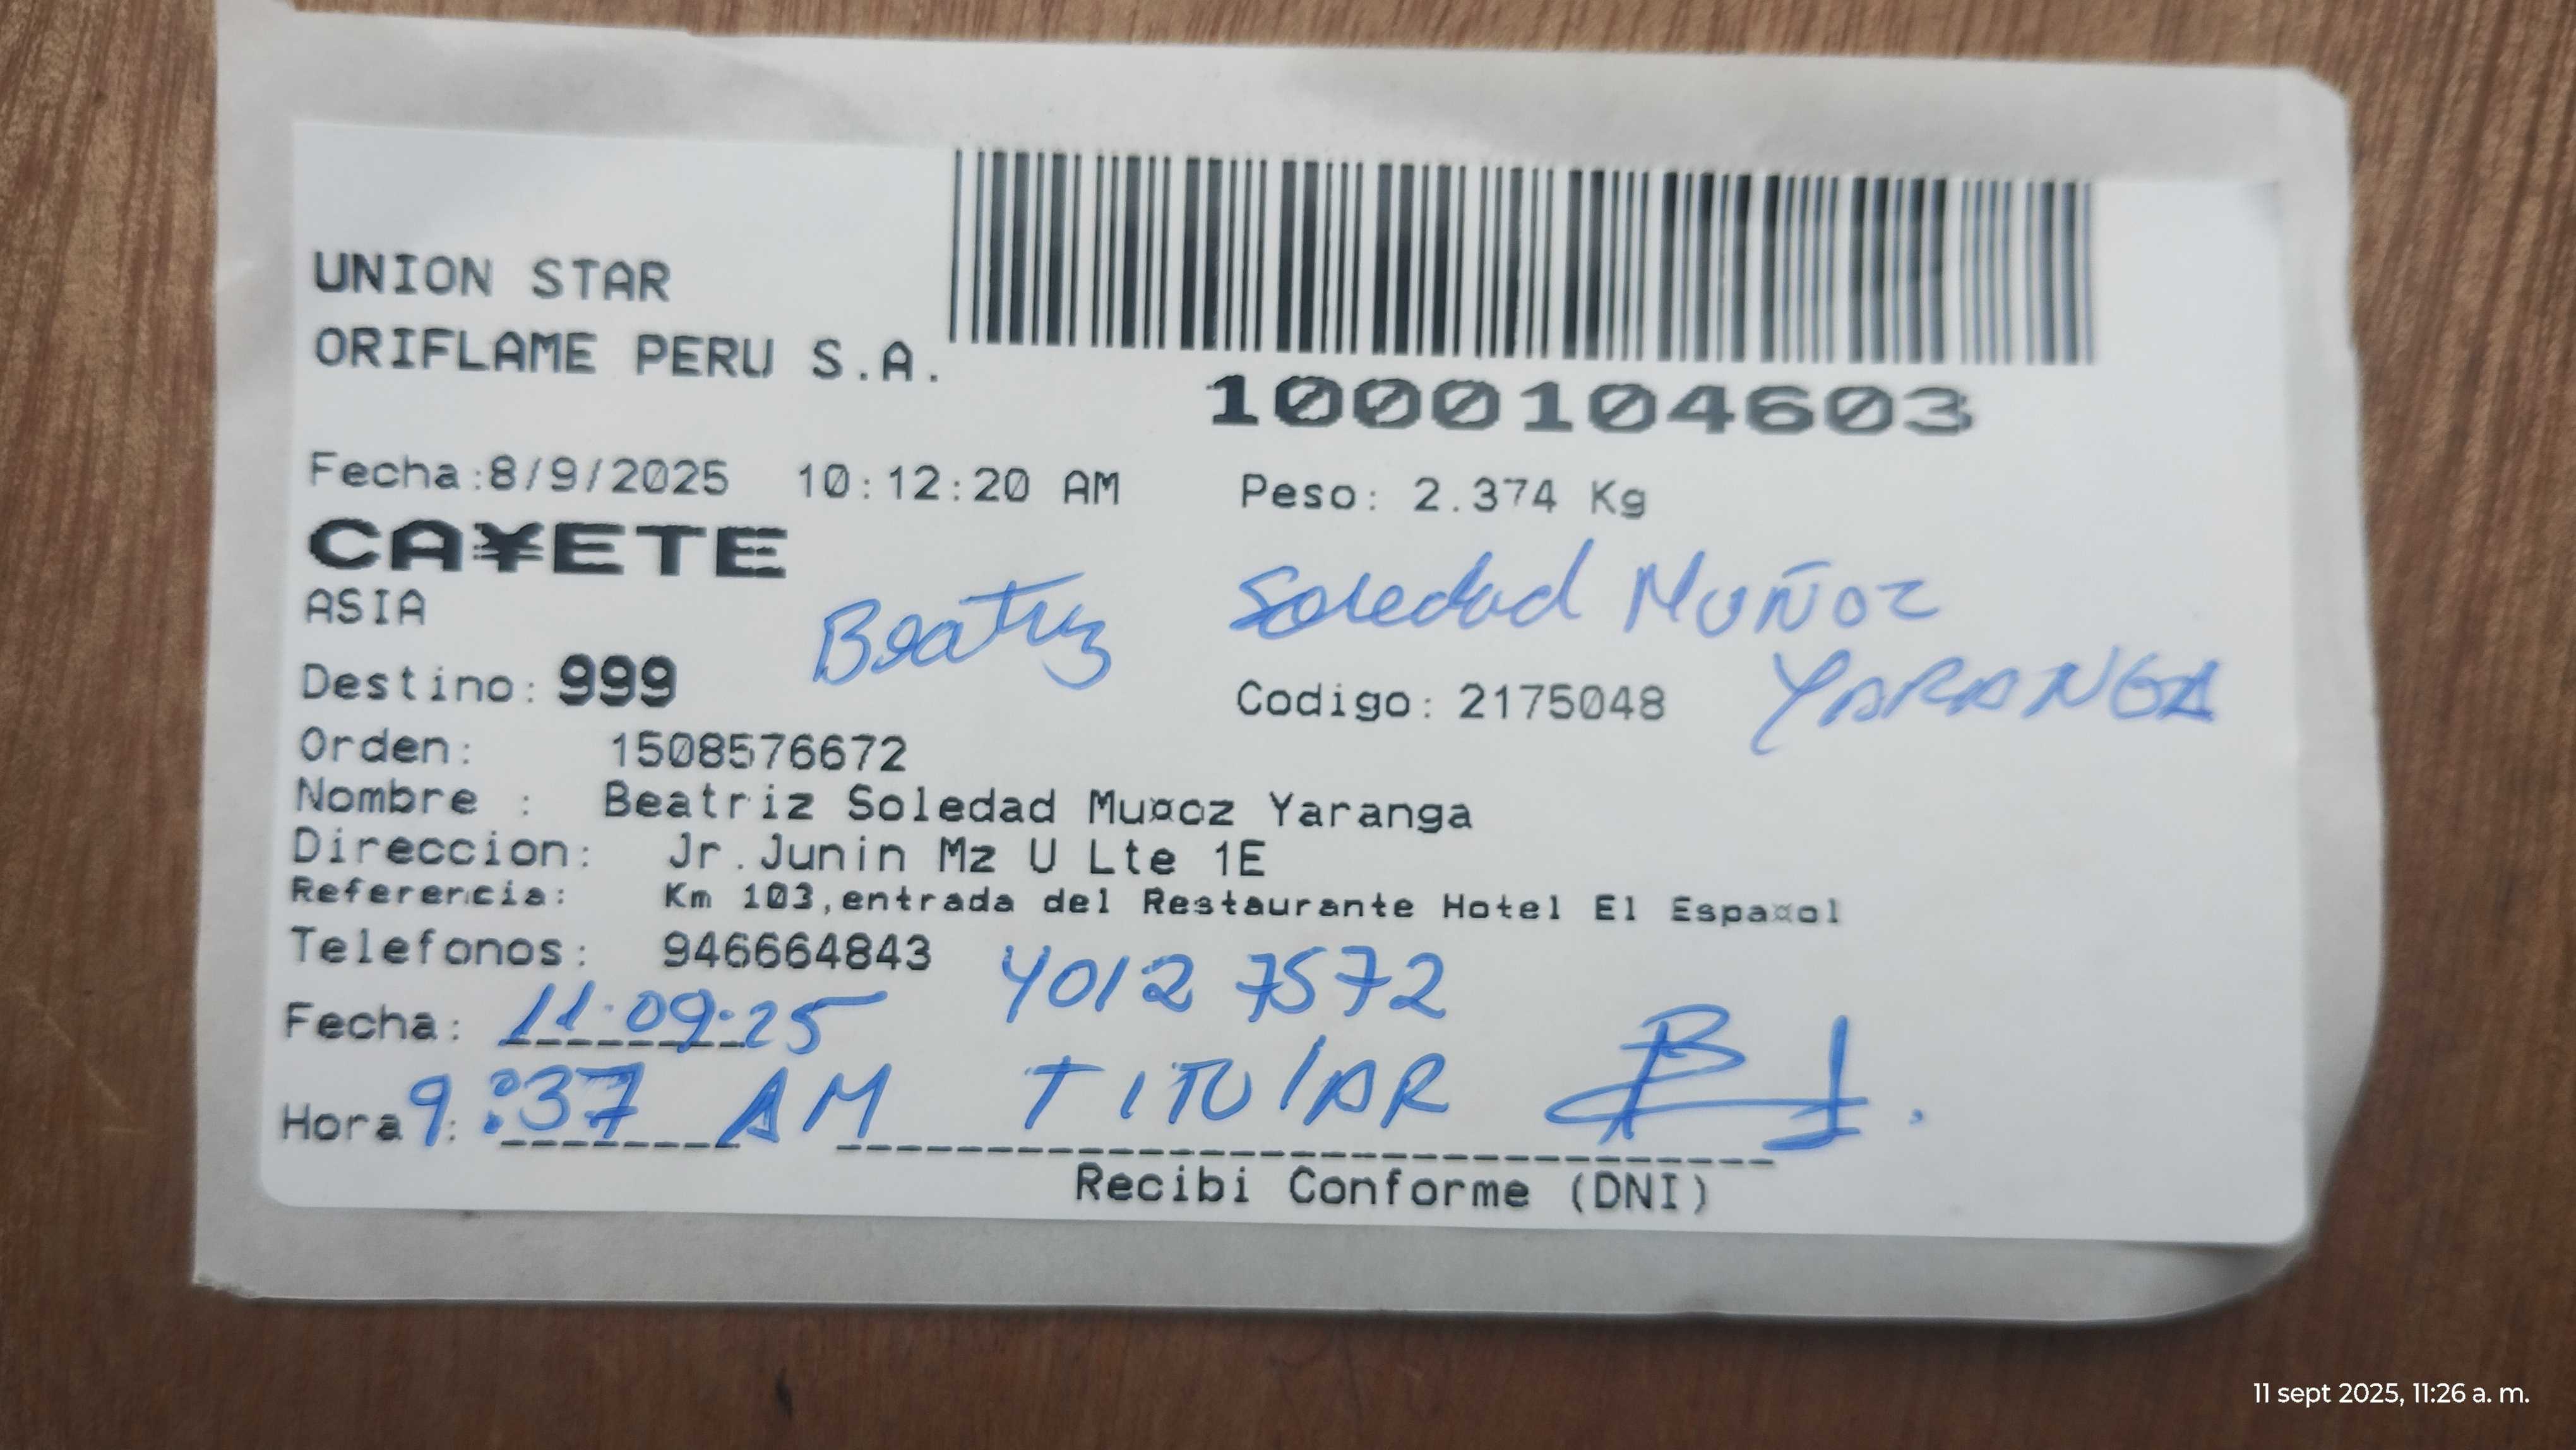 UNION STAR
ORIFLAME PERU S.A.
1000104603
Fecha:8/9/2025 10:12:20 AM Peso: 2.374 Kg
CA¥ETE
ASIA
Beatriz Soledad MUÑOZ
YARANGA
Destino: 999 Codigo: 2175048
Orden: 1508576672
Nombre : Beatriz Soledad Mu¤oz Yaranga
Direccion: Jr.Junin Mz U Lte 1E
Referencia: Km 103,entrada del Restaurante Hotel El Espa¤ol
Telefonos: 946664843
40127572
Fecha: 11.09.25
Hora: 9:37 AM TITULAR
Recibi Conforme (DNI)
11 sept 2025, 11:26 a. m.